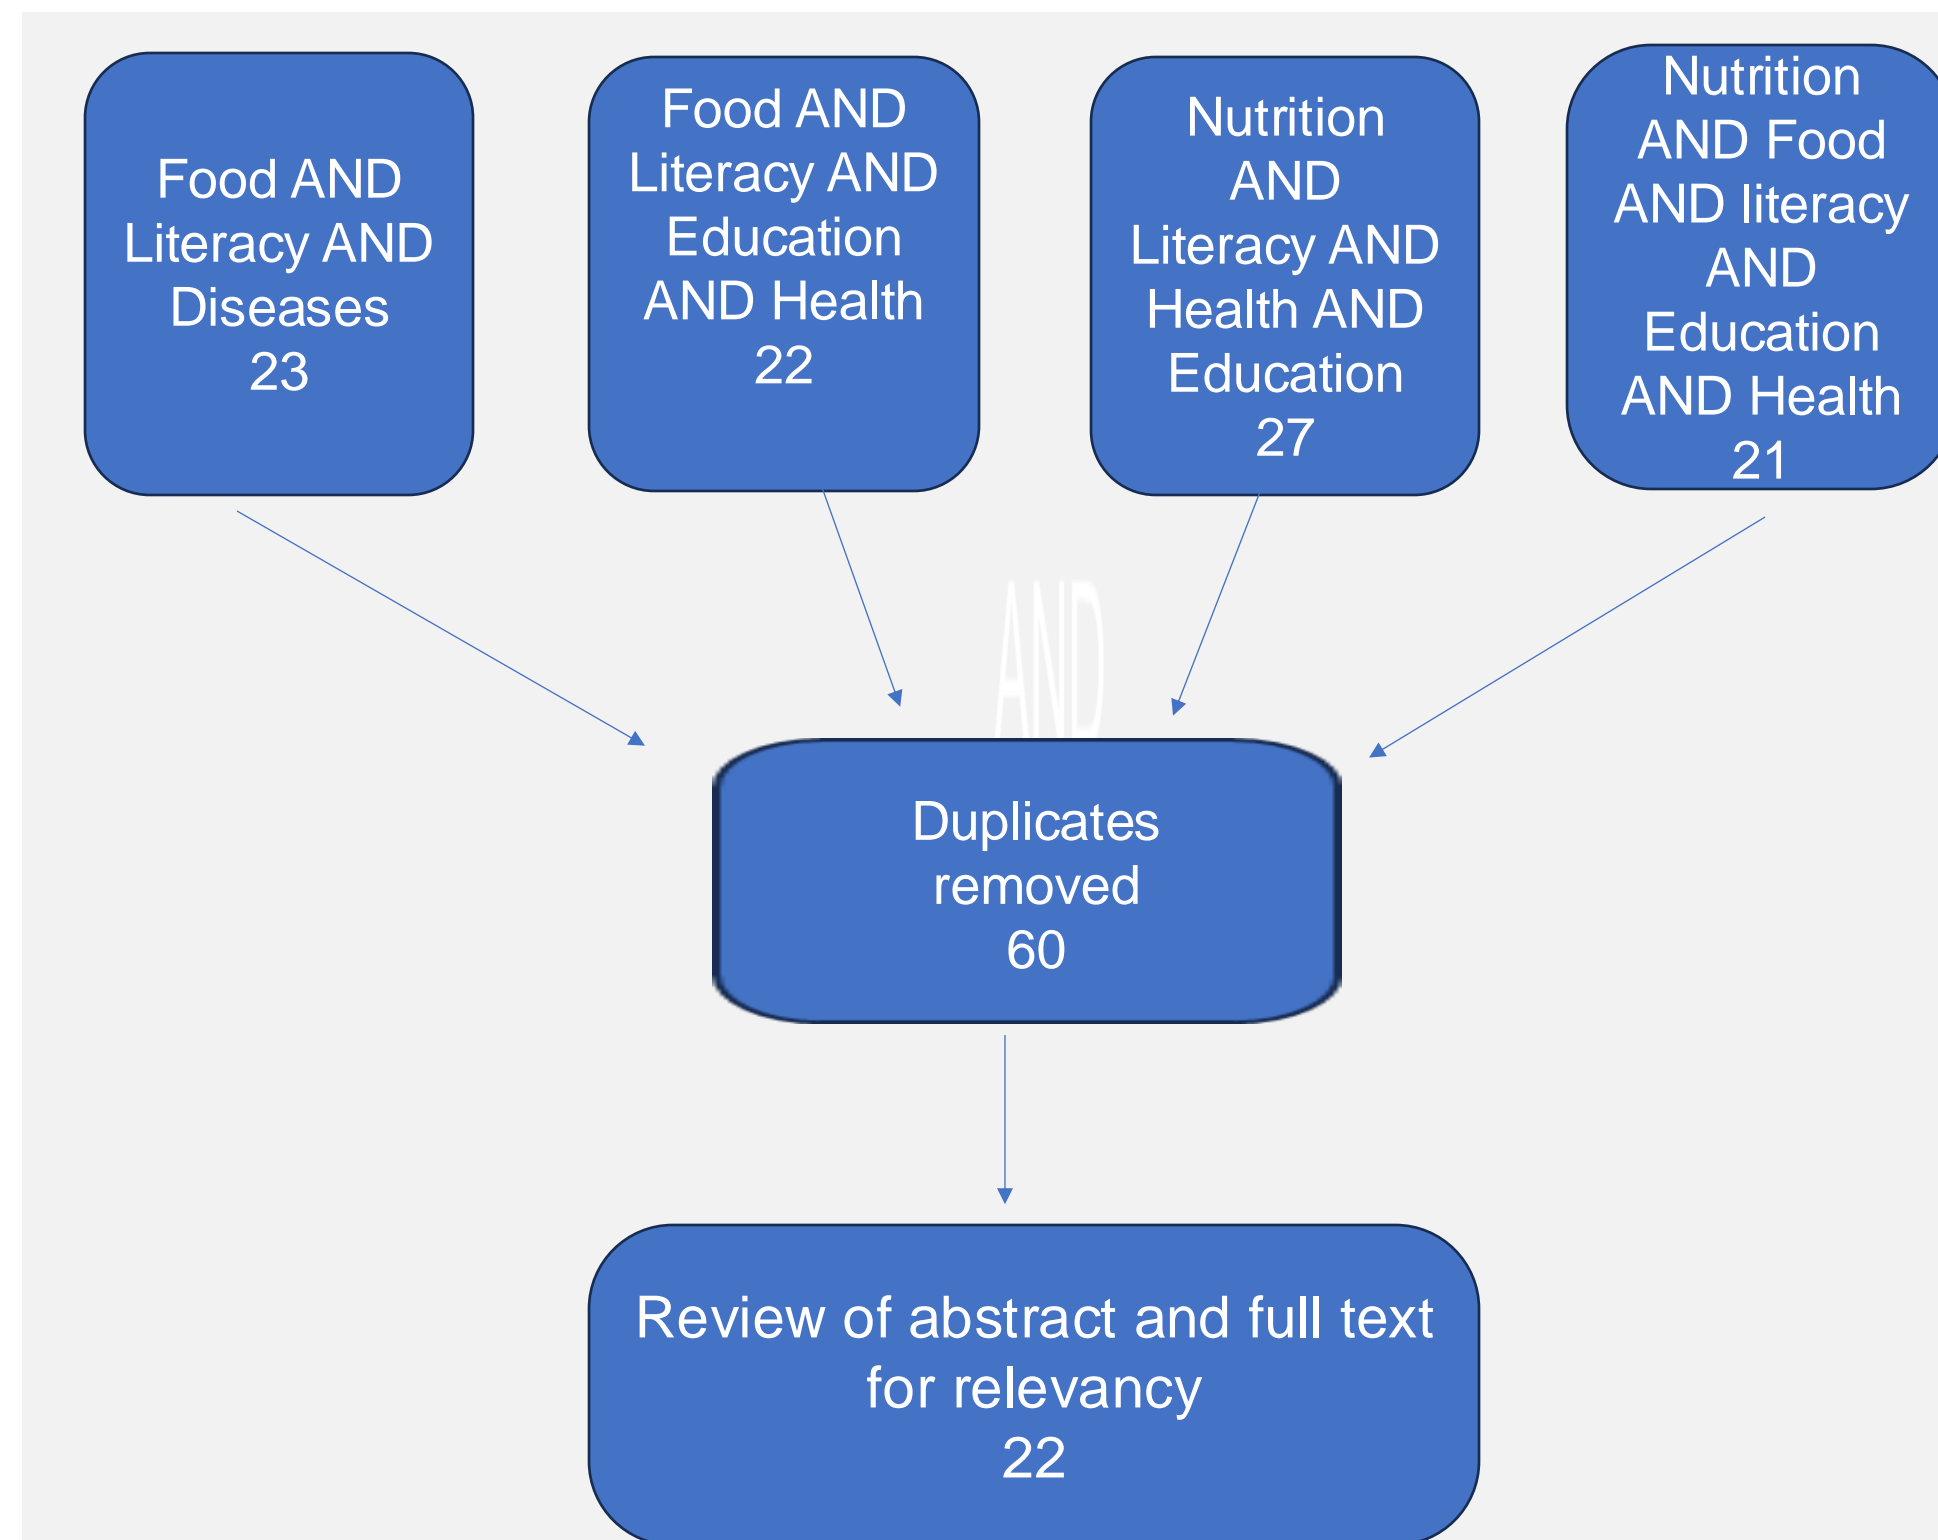 Food AND
Literacy AND
Diseases
23
Food AND
Literacy AND
Education
AND Health
22
Nutrition
AND
Literacy AND
Health AND
Education
27
Nutrition
AND Food
AND literacy
AND
Education
AND Health
21
AND
Duplicates
removed
60
Review of abstract and full text
for relevancy
22